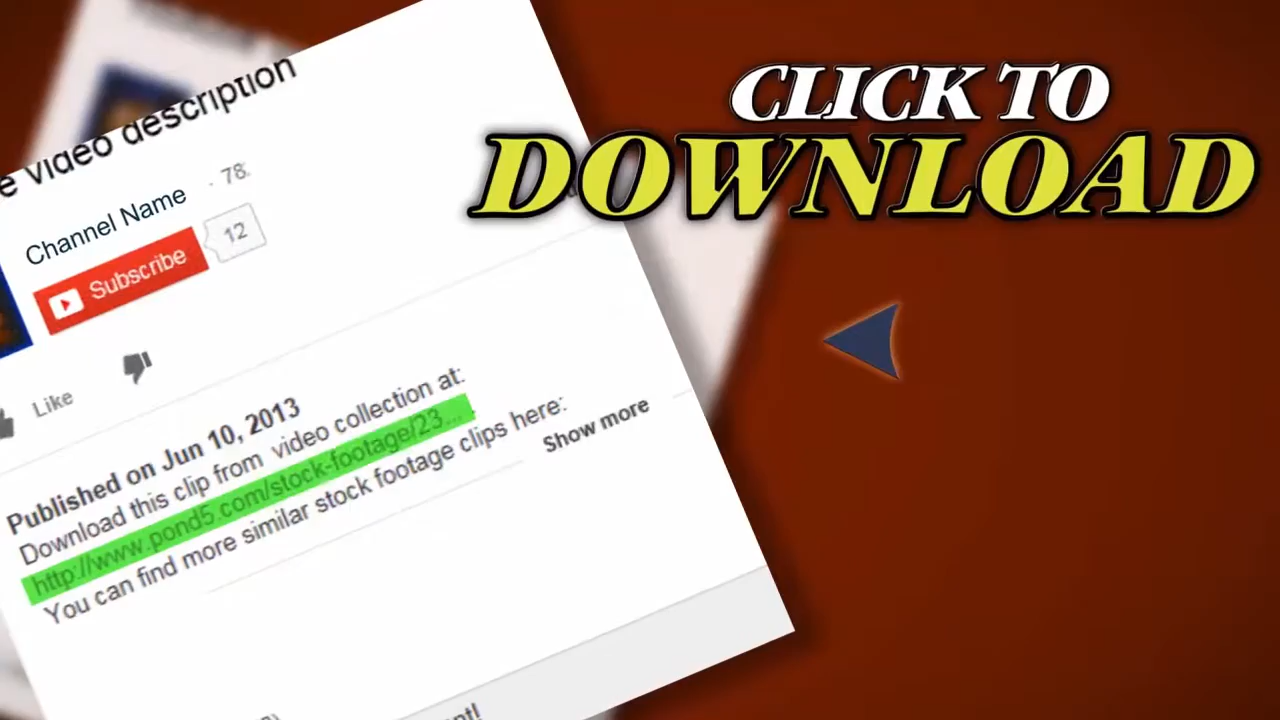 CLICK TO
DOWNLOAD
video description
Channel Name
78
Subscribe
12
Like
Published on Jun 10, 2013
Download this clip from video collection at:
http://www.pond5.com/stock-footage/23...
You can find more similar stock footage clips here:
Show more